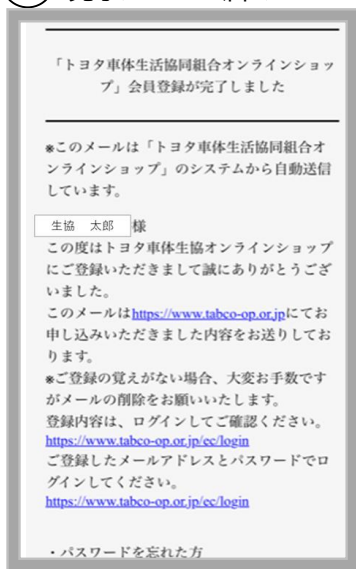 「トヨタ車体生活協同組合オンラインショッ
プ」会員登録が完了しました
※このメールは「トヨタ車体生活協同組合オ
ンラインショップ」のシステムから自動送信
しています。
生協 太郎 様
この度はトヨタ車体生協オンラインショップ
にご登録いただきまして誠にありがとうござ
いました。
このメールはhttps://www.tabco-op.or.jpにてお
申し込みいただきました内容をお送りしてお
ります。
※ご登録の覚えがない場合、大変お手数です
がメールの削除をお願いいたします。
登録内容は、ログインしてご確認ください。
https://www.tabco-op.or.jp/ec/login
ご登録したメールアドレスとパスワードでロ
グインしてください。
https://www.tabco-op.or.jp/ec/login
・パスワードを忘れた方